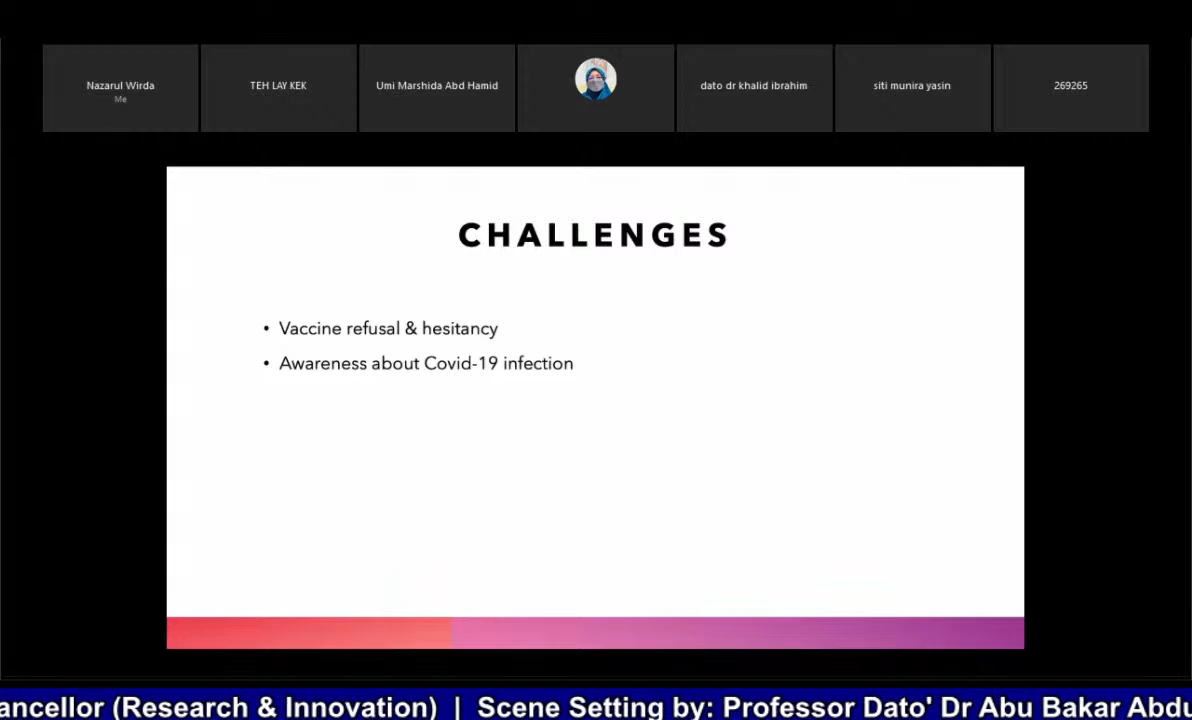 Nazarul Wirda
Me
TEH LAY KEK
Umi Marshida Abd Hamid
dato dr khalid ibrahim
siti munira yasin
269265
CHALLENGES
• Vaccine refusal & hesitancy
• Awareness about Covid-19 infection
ancellor (Research & Innovation) | Scene Setting by: Professor Dato' Dr Abu Bakar Abdu